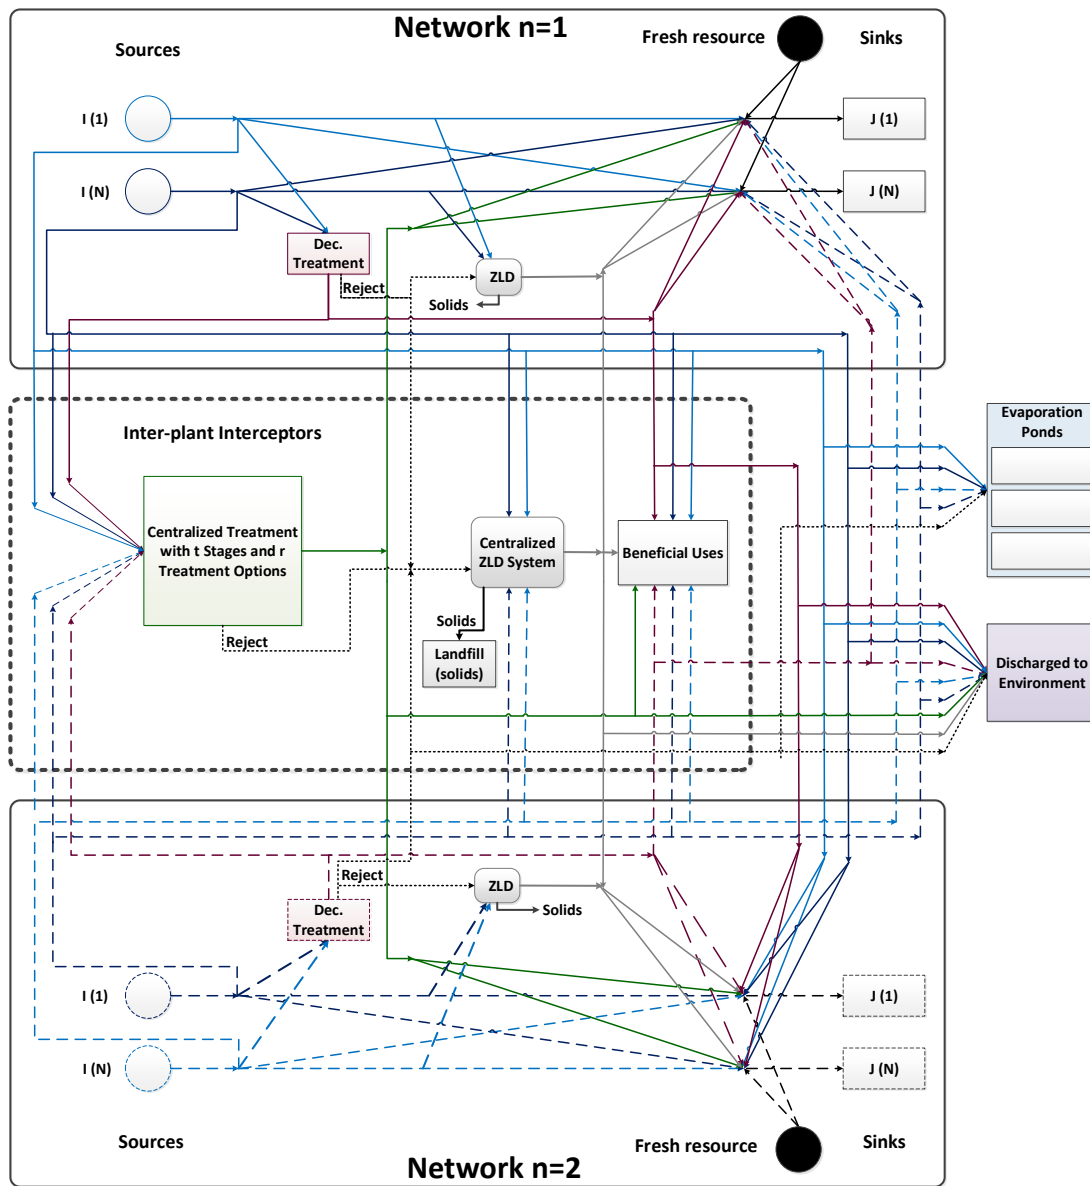 Network n=1
Sources
Fresh resource
Sinks
I (1)
J (1)
I (N)
J (N)
Dec.
Treatment
Reject
ZLD
Solids
Inter-plant Interceptors
Evaporation
Ponds
Centralized Treatment
with t Stages and r
Treatment Options
Centralized
ZLD System
Beneficial Uses
Reject
Solids
Landfill
(solids)
Discharged to
Environment
Reject
ZLD
Solids
Dec.
Treatment
I (1)
J (1)
I (N)
J (N)
Sources
Fresh resource
Sinks
Network n=2